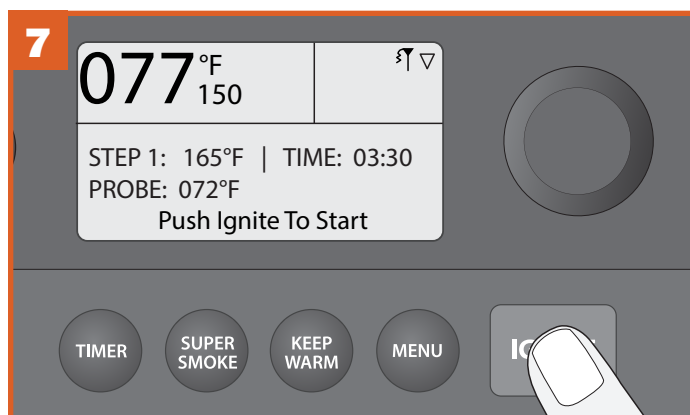 7
077°F
150
STEP 1: 165°F | TIME: 03:30
PROBE: 072°F
Push Ignite To Start
TIMER
SUPER
SMOKE
KEEP
WARM
MENU